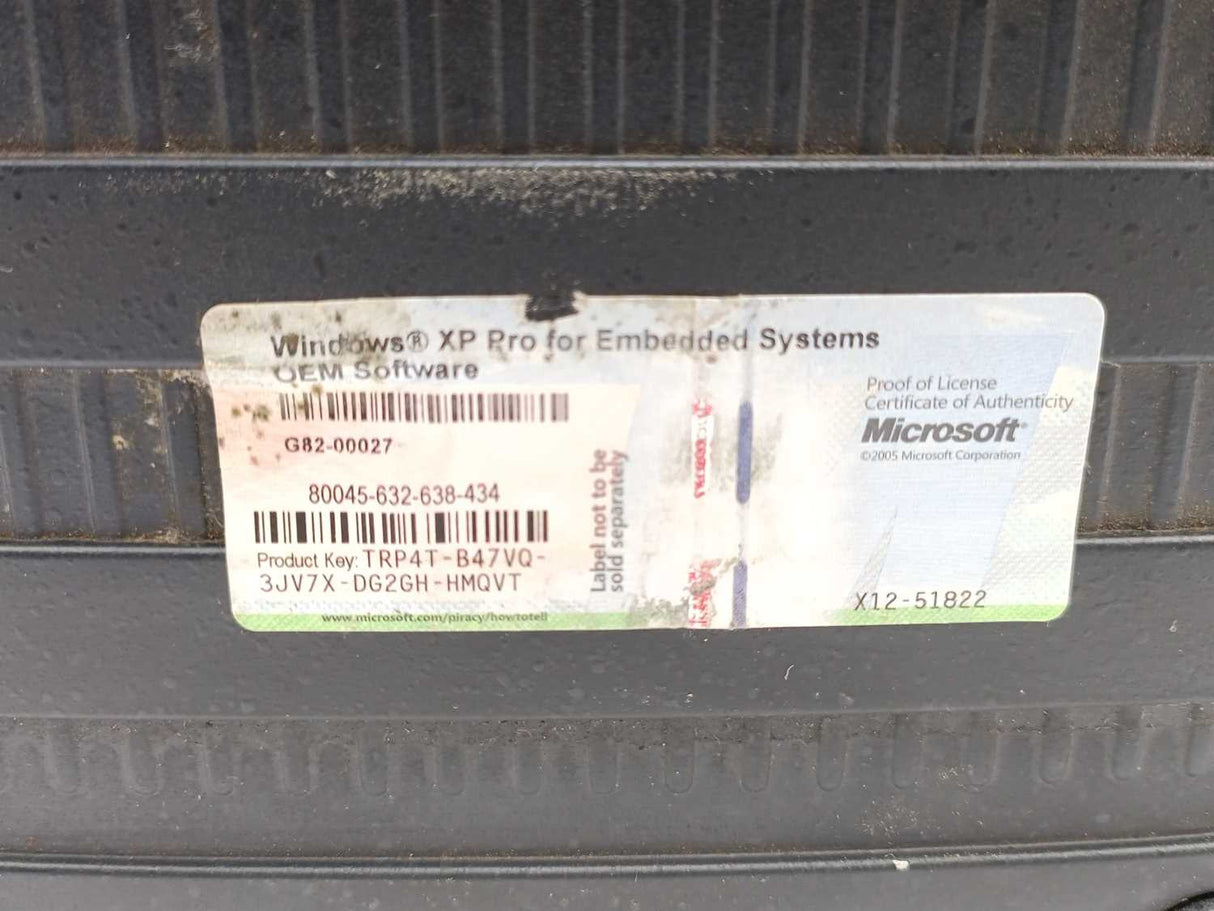 Windows® XP Pro for Embedded Systems
OEM Software
G82-00027
80045-632-638-434
Product Key: TRP4T-B47VQ-
3JV7X-DG2GH-HMQVT
www.microsoft.com/piracy/howtotell
Label not to be
sold separately
Proof of License
Certificate of Authenticity
Microsoft®
©2005 Microsoft Corporation
X12-51822